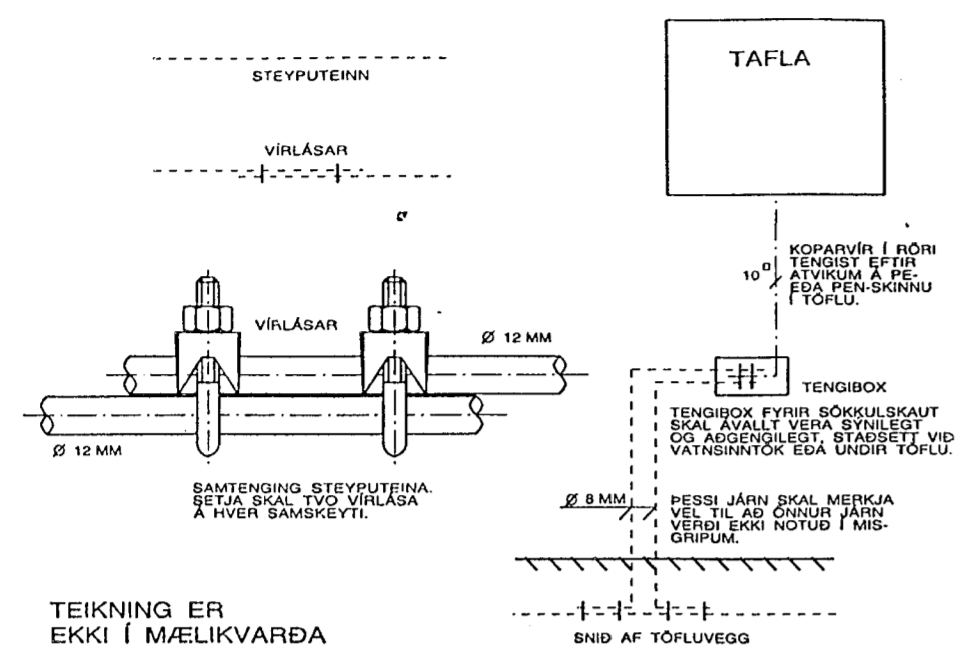 STEYPUTEINN
VÍRLÁSAR
VÍRLÁSAR
Ø 12 MM
Ø 12 MM
SAMTENGING STEYPUTEINA.
SETJA SKAL TVO VÍRLÁSA
Á HVER SAMSKEYTI.
TEIKNING ER
EKKI Í MÆLIKVARÐA
TAFLA
KOPARVÍR Í RÖRI
TENGIST EFTIR
ATVIKUM Á PE-
EÐA PEN-SKINNU
Í TÖFLU.
10□
TENGIBOX
TENGIBOX FYRIR SÖKKULSKAUT
SKAL ÁVALLT VERA SÝNILEGT
OG AÐGENGILEGT, STAÐSETT VIÐ
VATNSINNTÖK EÐA UNDIR TÖFLU.
Ø 8 MM
ÞESSI JÁRN SKAL MERKJA
VEL TIL AÐ ÖNNUR JÁRN
VERÐI EKKI NOTUÐ Í MIS-
GRIPUM.
SNIÐ AF TÖFLUVEGG